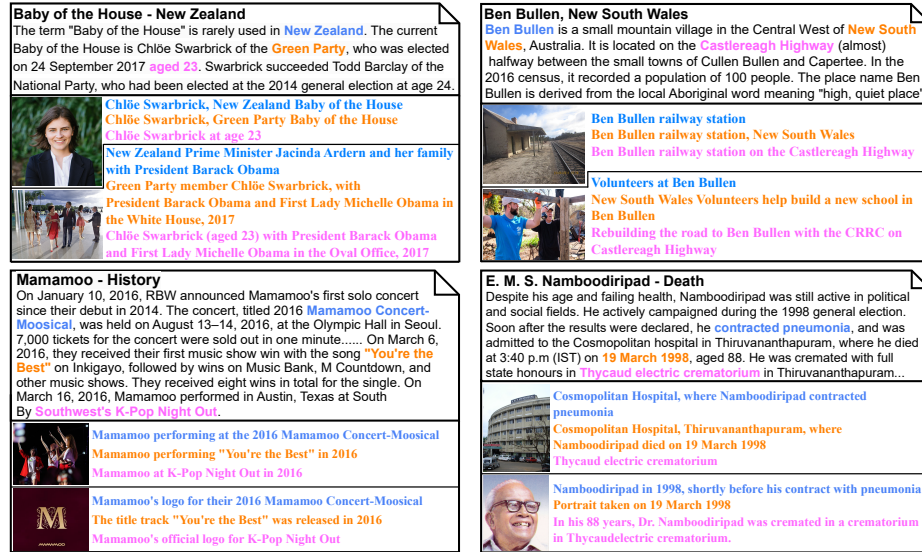 Baby of the House - New Zealand
The term "Baby of the House" is rarely used in New Zealand. The current
Baby of the House is Chlöe Swarbrick of the Green Party, who was elected
on 24 September 2017 aged 23. Swarbrick succeeded Todd Barclay of the
National Party, who had been elected at the 2014 general election at age 24.
Chlöe Swarbrick, New Zealand Baby of the House
Chlöe Swarbrick, Green Party Baby of the House
Chlöe Swarbrick at age 23
New Zealand Prime Minister Jacinda Ardern and her family
with President Barack Obama
Green Party member Chlöe Swarbrick, with
President Barack Obama and First Lady Michelle Obama in
the White House, 2017
Chlöe Swarbrick (aged 23) with President Barack Obama
and First Lady Michelle Obama in the Oval Office, 2017
Ben Bullen, New South Wales
Ben Bullen is a small mountain village in the Central West of New South
Wales, Australia. It is located on the Castlereagh Highway (almost)
halfway between the small towns of Cullen Bullen and Capertee. In the
2016 census, it recorded a population of 100 people. The place name Ben
Bullen is derived from the local Aboriginal word meaning "high, quiet place"
Ben Bullen railway station
Ben Bullen railway station, New South Wales
Ben Bullen railway station on the Castlereagh Highway
Volunteers at Ben Bullen
New South Wales Volunteers help build a new school in
Ben Bullen
Rebuilding the road to Ben Bullen with the CRRC on
Castlereagh Highway
Mamamoo - History
On January 10, 2016, RBW announced Mamamoo's first solo concert
since their debut in 2014. The concert, titled 2016 Mamamoo Concert-
Moosical, was held on August 13–14, 2016, at the Olympic Hall in Seoul.
7,000 tickets for the concert were sold out in one minute...... On March 6,
2016, they received their first music show win with the song "You're the
Best" on Inkigayo, followed by wins on Music Bank, M Countdown, and
other music shows. They received eight wins in total for the single. On
March 16, 2016, Mamamoo performed in Austin, Texas at South
By Southwest's K-Pop Night Out.
Mamamoo performing at the 2016 Mamamoo Concert-Moosical
Mamamoo performing "You're the Best" in 2016
Mamamoo at K-Pop Night Out in 2016
M
MAMAMOO
Mamamoo's logo for their 2016 Mamamoo Concert-Moosical
The title track "You're the Best" was released in 2016
Mamamoo's official logo for K-Pop Night Out
E. M. S. Namboodiripad - Death
Despite his age and failing health, Namboodiripad was still active in political
and social fields. He actively campaigned during the 1998 general election.
Soon after the results were declared, he contracted pneumonia, and was
admitted to the Cosmopolitan hospital in Thiruvananthapuram, where he died
at 3:40 p.m (IST) on 19 March 1998, aged 88. He was cremated with full
state honours in Thycaud electric crematorium in Thiruvananthapuram...
Cosmopolitan Hospital, where Namboodiripad contracted
pneumonia
Cosmopolitan Hospital, Thiruvananthapuram, where
Namboodiripad died on 19 March 1998
Thycaud electric crematorium
Namboodiripad in 1998, shortly before his contract with pneumonia
Portrait taken on 19 March 1998
In his 88 years, Dr. Namboodiripad was cremated in a crematorium
in Thycaudelectric crematorium.